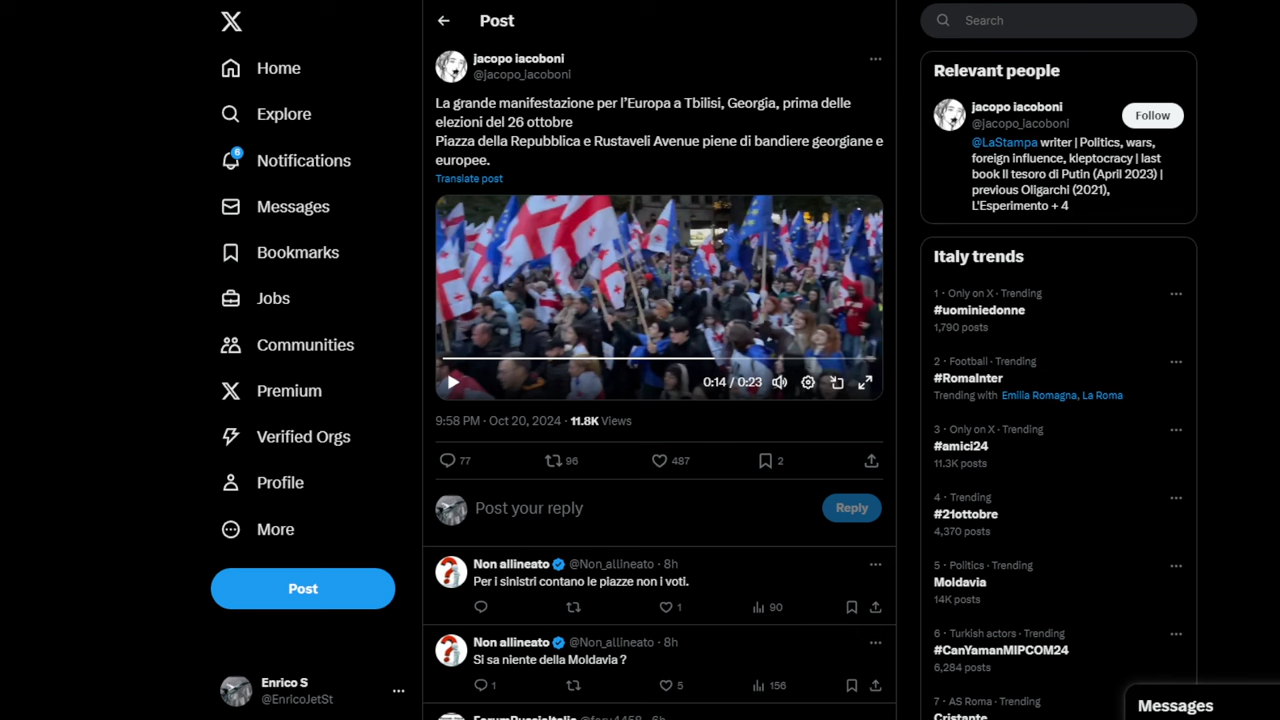 Home
Explore
6
Notifications
Messages
Bookmarks
Jobs
Communities
Premium
Verified Orgs
Profile
More
Post
Enrico S
@EnricoJetSt
Post
jacopo iacoboni
@jacopo_iacoboni
La grande manifestazione per l'Europa a Tbilisi, Georgia, prima delle
elezioni del 26 ottobre
Piazza della Repubblica e Rustaveli Avenue piene di bandiere georgiane e
europee.
Translate post
0:14 / 0:23
9:58 PM · Oct 20, 2024 · 11.8K Views
77 96 487 2
Post your reply
Reply
Non allineato @Non_allineato · 8h
Per i sinistri contano le piazze non i voti.
1 90
Non allineato @Non_allineato · 8h
Si sa niente della Moldavia ?
1 5 156
ForumRussiaItalia
Search
Relevant people
jacopo iacoboni
@jacopo_iacoboni
Follow
@LaStampa writer | Politics, wars,
foreign influence, kleptocracy | last
book Il tesoro di Putin (April 2023) |
previous Oligarchi (2021),
L'Esperimento + 4
Italy trends
1 · Only on X · Trending
#uominiedonne
1,790 posts
2 · Football · Trending
#RomaInter
Trending with Emilia Romagna, La Roma
3 · Only on X · Trending
#amici24
11.3K posts
4 · Trending
#21ottobre
4,370 posts
5 · Politics · Trending
Moldavia
14K posts
6 · Turkish actors · Trending
#CanYamanMIPCOM24
6,284 posts
7 · AS Roma · Trending
Cristante
Messages